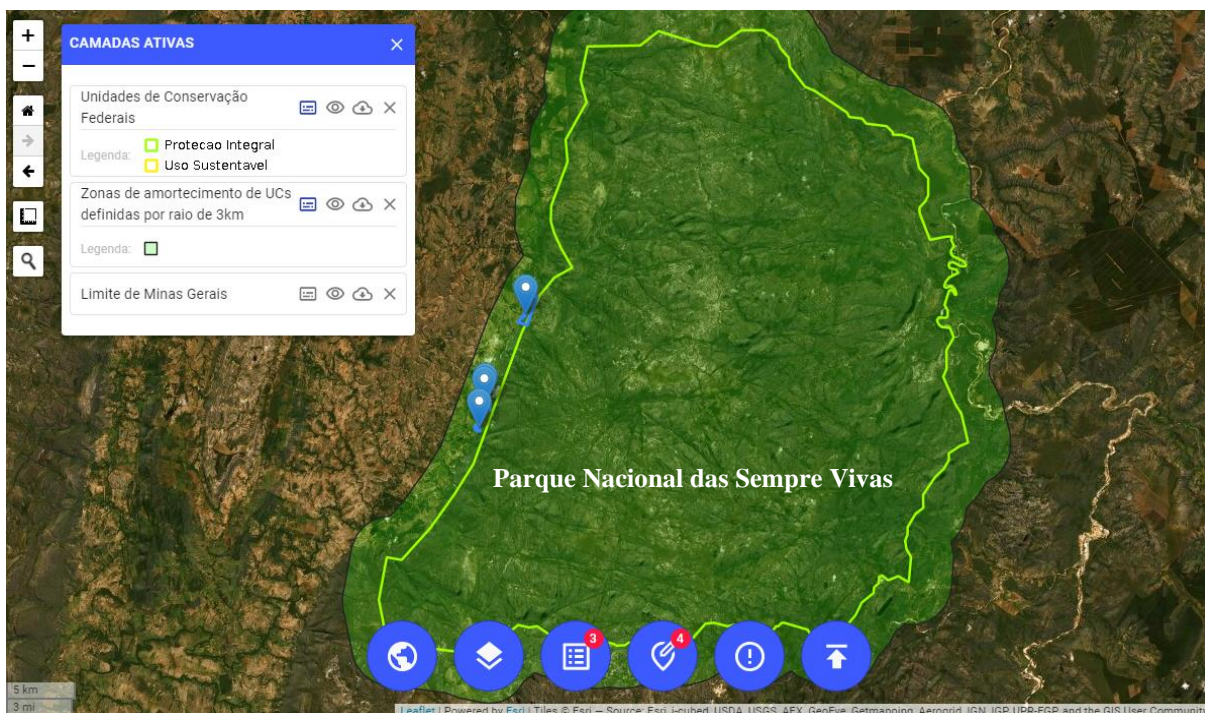 +
CAMADAS ATIVAS
−
Unidades de Conservação
Federais
Legenda:
Protecao Integral
Uso Sustentavel
Zonas de amortecimento de UCs
definidas por raio de 3km
Legenda:
Limite de Minas Gerais
Parque Nacional das Sempre Vivas
3
4
5 km
3 mi
Leaflet | Powered by Esri | Tiles © Esri — Source: Esri, i-cubed, USDA, USGS, AEX, GeoEye, Getmapping, Aerogrid, IGN, IGP, UPR-EGP, and the GIS User Community